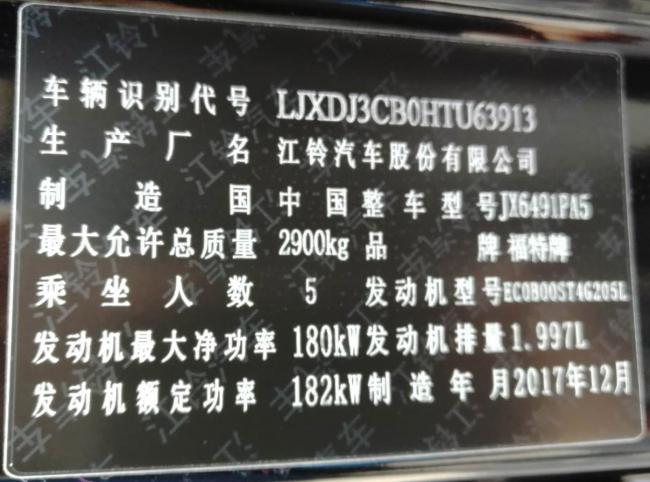 车辆识别代号 LJXDJ3CB0HTU63913
生产厂名 江铃汽车股份有限公司
制造国 中国 整车型号 JX6491PA5
最大允许总质量 2900kg 品牌 福特牌
乘坐人数 5 发动机型号 ECOB00ST4G205L
发动机最大净功率 180kW 发动机排量 1.997L
发动机额定功率 182kW 制造年月 2017年12月